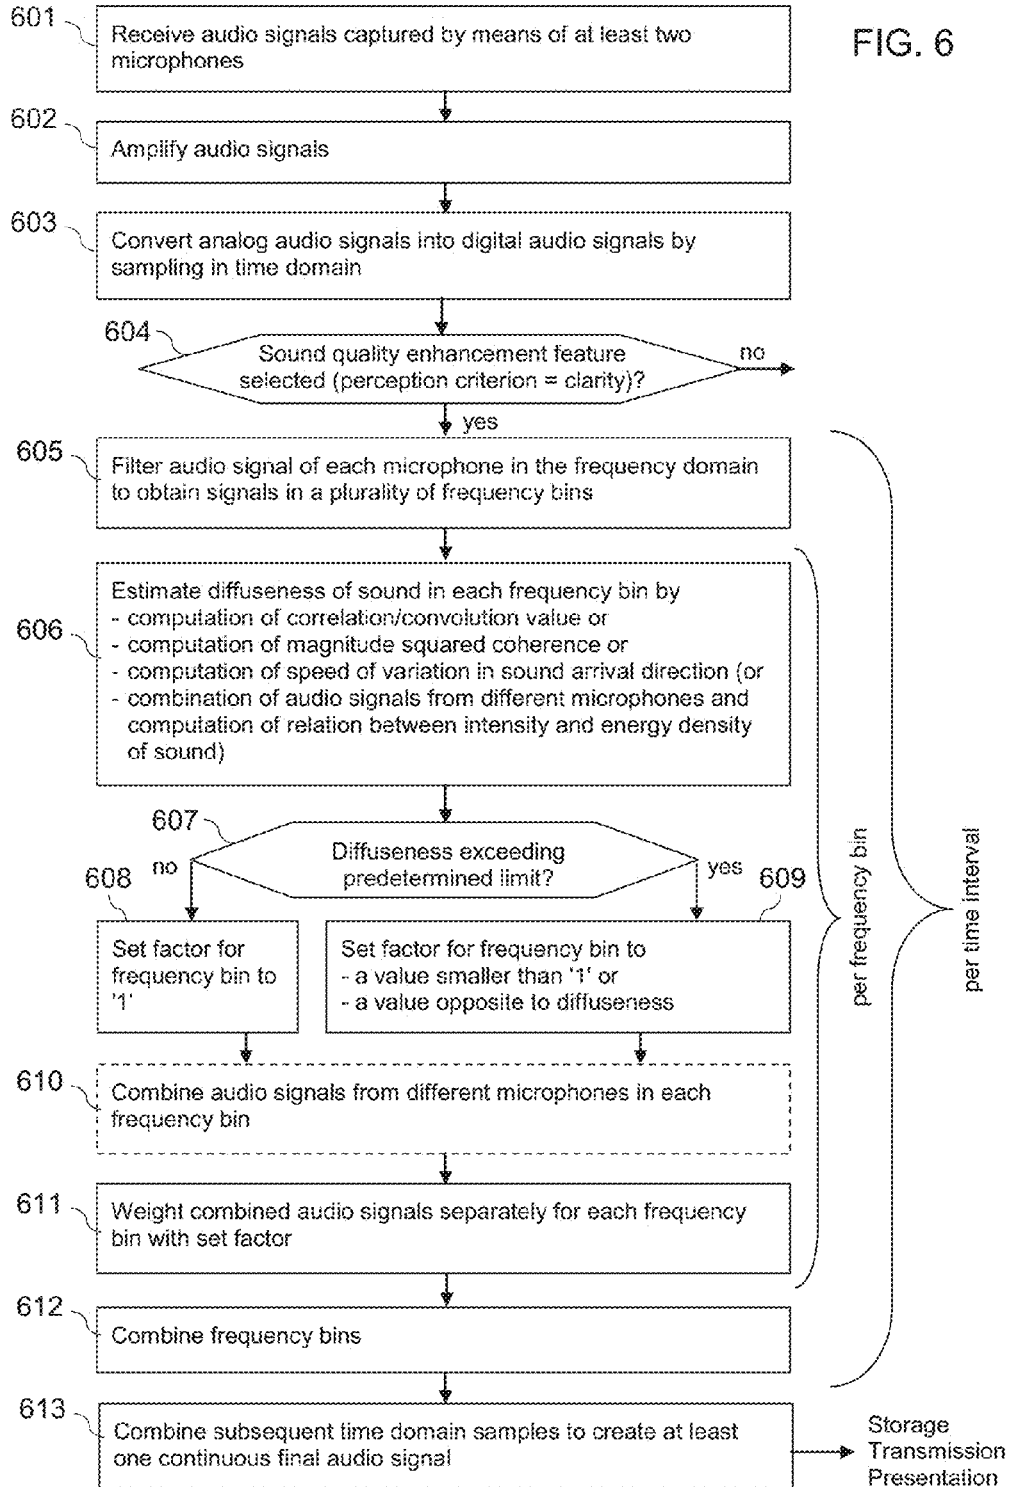 FIG. 6
601
Receive audio signals captured by means of at least two
microphones
602
Amplify audio signals
603
Convert analog audio signals into digital audio signals by
sampling in time domain
604
Sound quality enhancement feature
selected (perception criterion = clarity)?
no
yes
605
Filter audio signal of each microphone in the frequency domain
to obtain signals in a plurality of frequency bins
606
Estimate diffuseness of sound in each frequency bin by
- computation of correlation/convolution value or
- computation of magnitude squared coherence or
- computation of speed of variation in sound arrival direction (or
- combination of audio signals from different microphones and
computation of relation between intensity and energy density
of sound)
607
Diffuseness exceeding
predetermined limit?
no
yes
608
Set factor for
frequency bin to
'1'
609
Set factor for frequency bin to
- a value smaller than '1' or
- a value opposite to diffuseness
610
Combine audio signals from different microphones in each
frequency bin
611
Weight combined audio signals separately for each frequency
bin with set factor
612
Combine frequency bins
613
Combine subsequent time domain samples to create at least
one continuous final audio signal
Storage
Transmission
Presentation
per frequency bin
per time interval